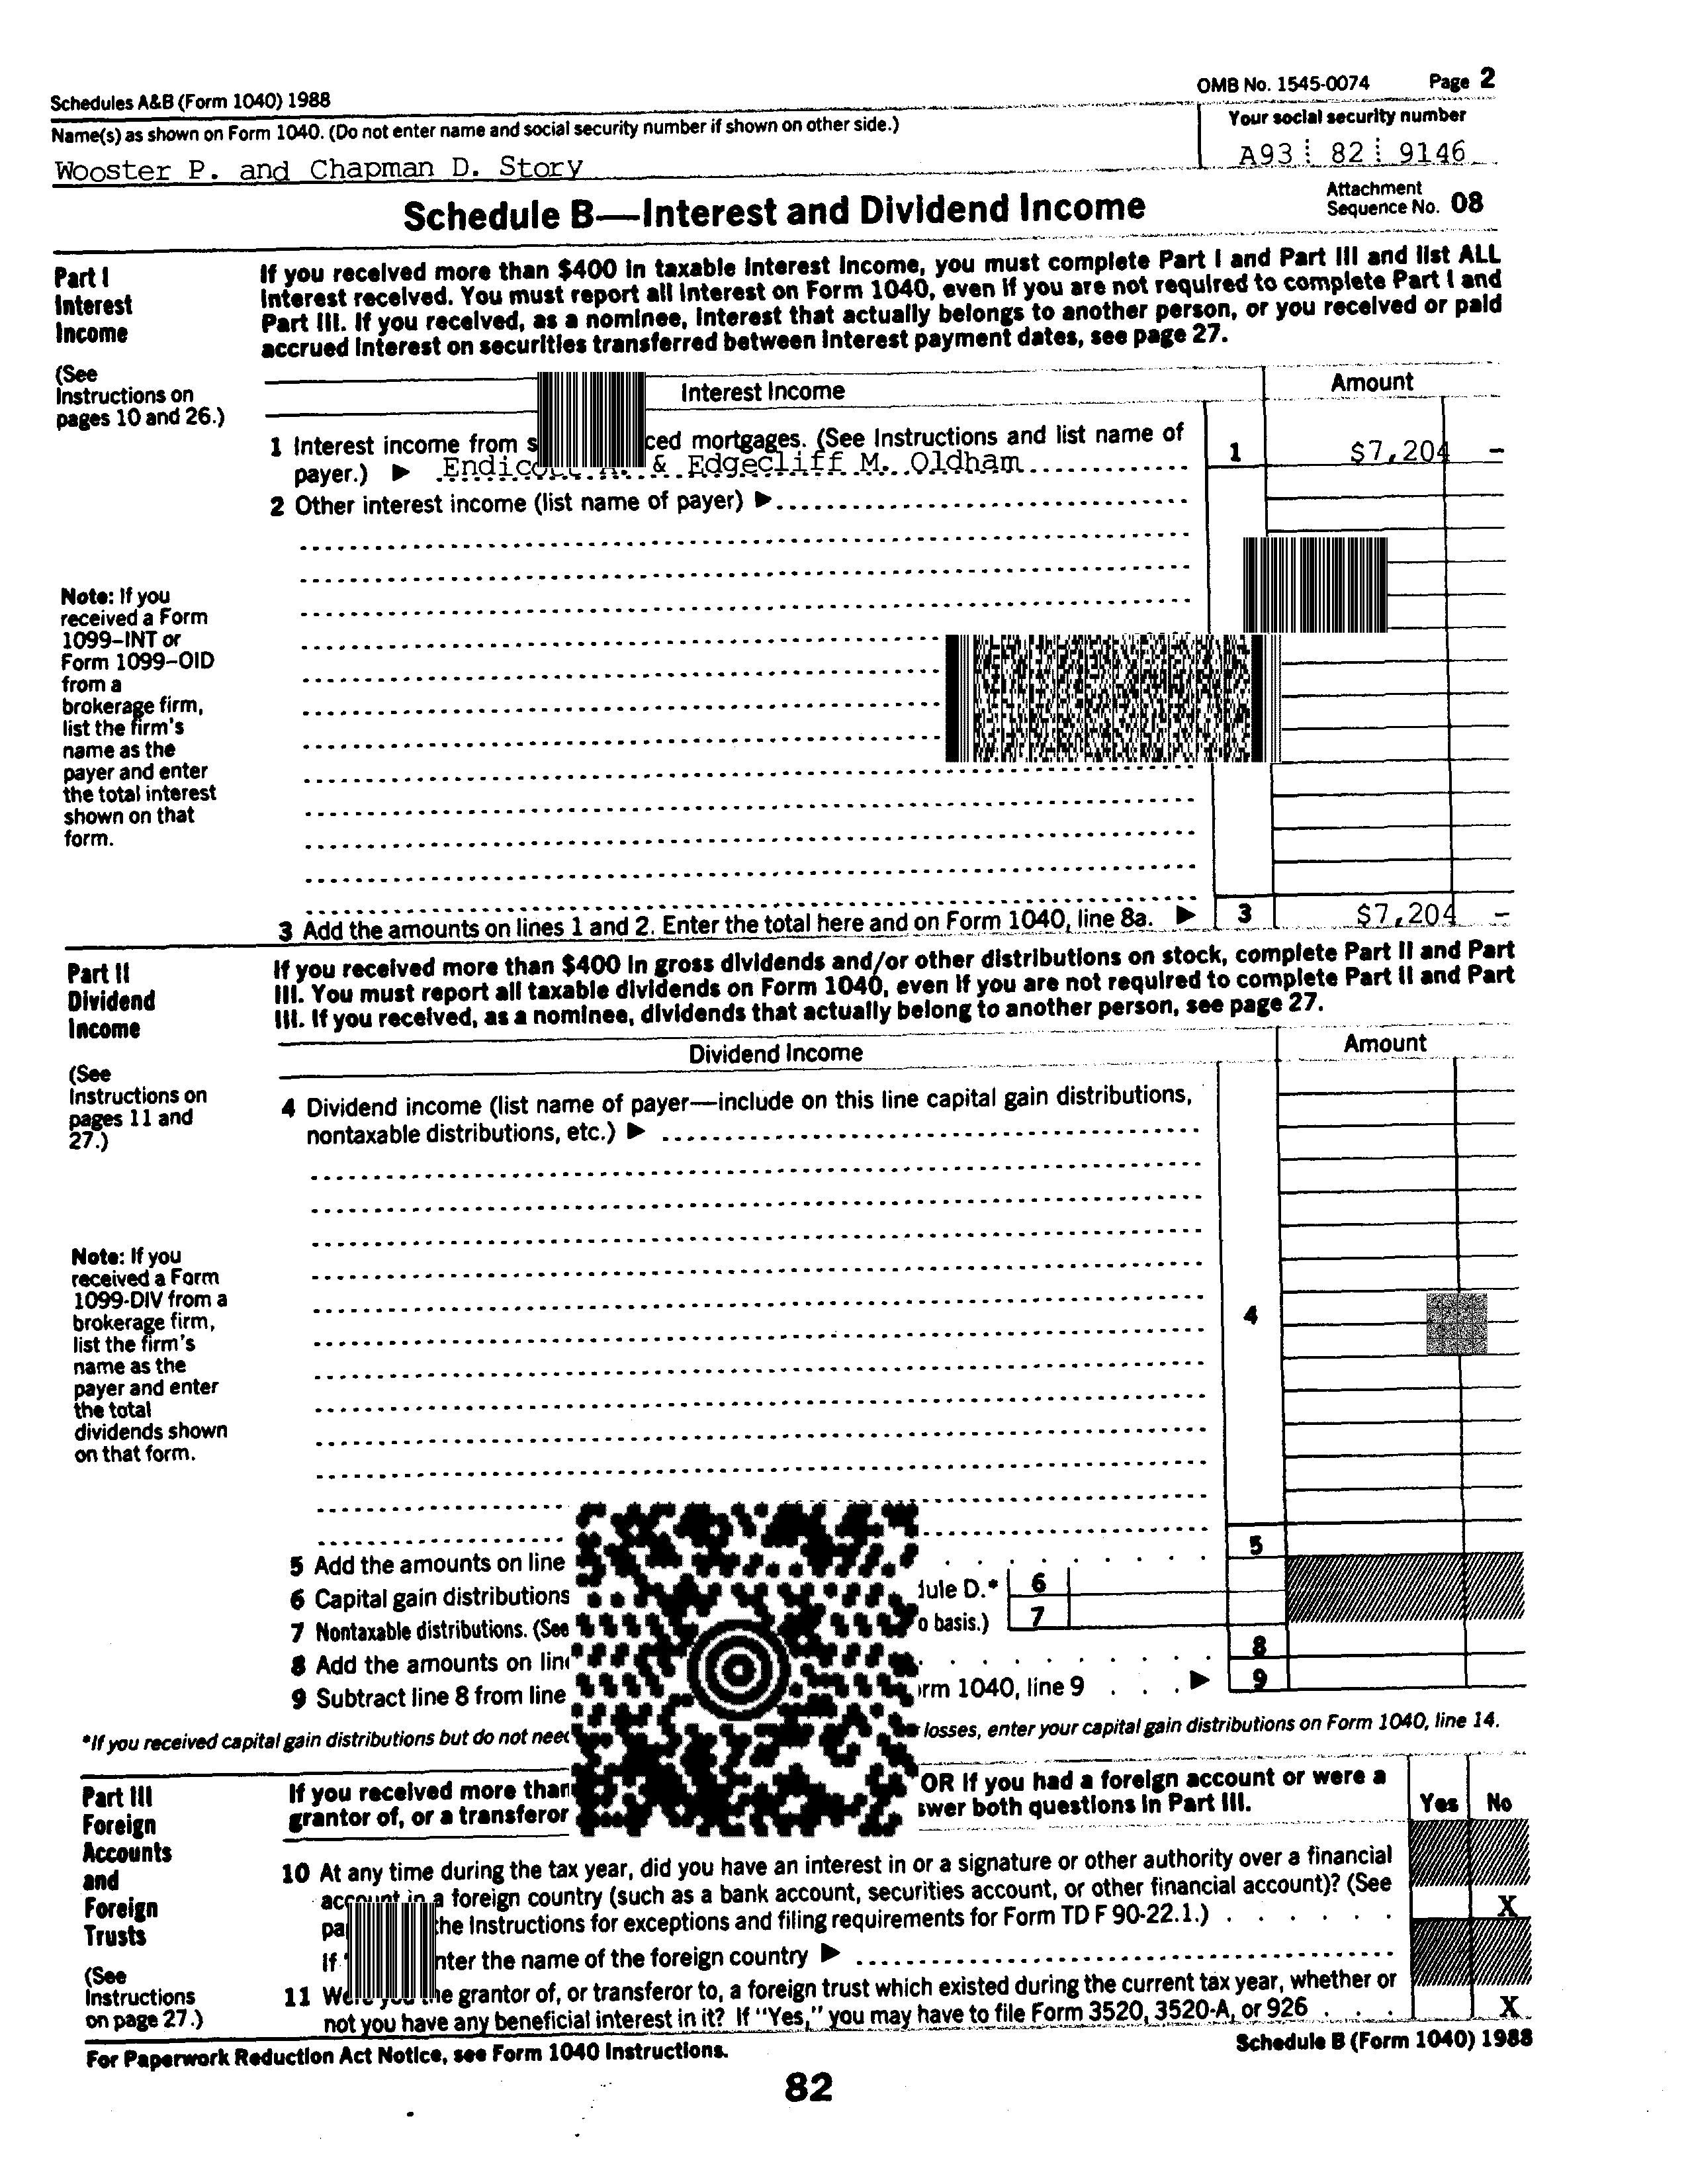 Schedules A&B (Form 1040) 1988
OMB No. 1545-0074 Page 2
Name(s) as shown on Form 1040. (Do not enter name and social security number if shown on other side.)
Your social security number
Wooster P. and Chapman D. Story
A93 82 9146
Schedule B—Interest and Dividend Income
Attachment
Sequence No. 08
Part I
Interest
Income
(See
Instructions on
pages 10 and 26.)
If you received more than $400 in taxable interest income, you must complete Part I and Part III and list ALL
interest received. You must report all interest on Form 1040, even if you are not required to complete Part I and
Part III. If you received, as a nominee, interest that actually belongs to another person, or you received or paid
accrued interest on securities transferred between interest payment dates, see page 27.
Interest Income
Amount
1 Interest income from ced mortgages. (See Instructions and list name of
payer.) ▶ & Edgecliff M. Oldham
1 $7,204 –
2 Other interest income (list name of payer) ▶
Note: If you
received a Form
1099–INT or
Form 1099–OID
from a
brokerage firm,
list the firm's
name as the
payer and enter
the total interest
shown on that
form.
3 Add the amounts on lines 1 and 2. Enter the total here and on Form 1040, line 8a. ▶ 3 $7,204 –
Part II
Dividend
Income
(See
Instructions on
pages 11 and
27.)
If you received more than $400 in gross dividends and/or other distributions on stock, complete Part II and Part
III. You must report all taxable dividends on Form 1040, even if you are not required to complete Part II and Part
III. If you received, as a nominee, dividends that actually belong to another person, see page 27.
Dividend Income
Amount
4 Dividend income (list name of payer—include on this line capital gain distributions,
nontaxable distributions, etc.) ▶
Note: If you
received a Form
1099-DIV from a
brokerage firm,
list the firm's
name as the
payer and enter
the total
dividends shown
on that form.
4
5 Add the amounts on line 5
6 Capital gain distributions dule D.* 6
7 Nontaxable distributions. (See o basis.) 7
8 Add the amounts on 8
9 Subtract line 8 from line 1040, line 9 . . . ▶ 9
*If you received capital gain distributions but do not losses, enter your capital gain distributions on Form 1040, line 14.
Part III
Foreign
Accounts
and
Foreign
Trusts
(See
Instructions
on page 27.)
If you received more than OR if you had a foreign account or were a
grantor of, or a transferor both questions in Part III.
Yes No
10 At any time during the tax year, did you have an interest in or a signature or other authority over a financial
account in a foreign country (such as a bank account, securities account, or other financial account)? (See
the Instructions for exceptions and filing requirements for Form TD F 90-22.1.) . . . . . . X
If enter the name of the foreign country ▶
11 Were you the grantor of, or transferor to, a foreign trust which existed during the current tax year, whether or
not you have any beneficial interest in it? If "Yes," you may have to file Form 3520, 3520-A, or 926 . . . X
For Paperwork Reduction Act Notice, see Form 1040 Instructions.
Schedule B (Form 1040) 1988
82